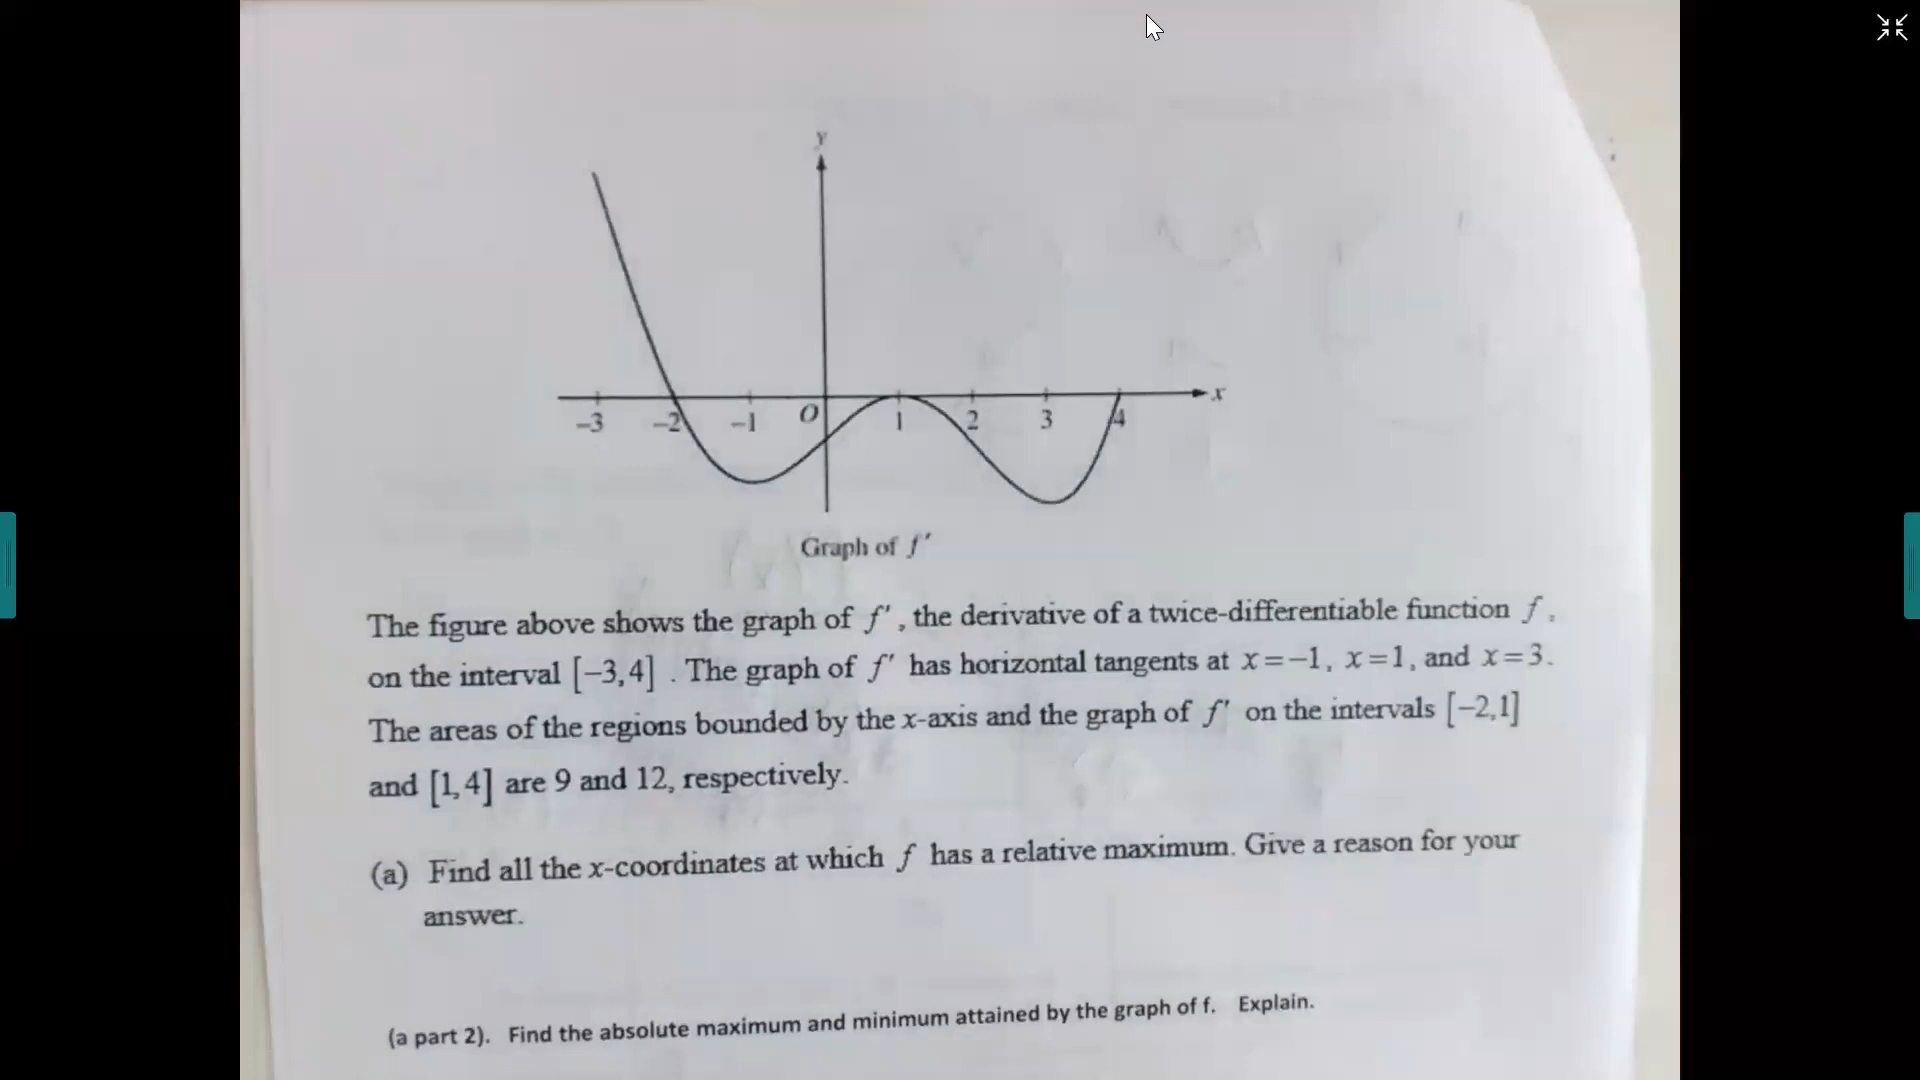 y
x
-3 -2 -1 O 1 2 3 4
Graph of f′
The figure above shows the graph of f′, the derivative of a twice-differentiable function f,
on the interval [-3,4]. The graph of f′ has horizontal tangents at x=-1, x=1, and x=3.
The areas of the regions bounded by the x-axis and the graph of f′ on the intervals [-2,1]
and [1,4] are 9 and 12, respectively.
(a) Find all the x-coordinates at which f has a relative maximum. Give a reason for your
answer.
(a part 2). Find the absolute maximum and minimum attained by the graph of f. Explain.